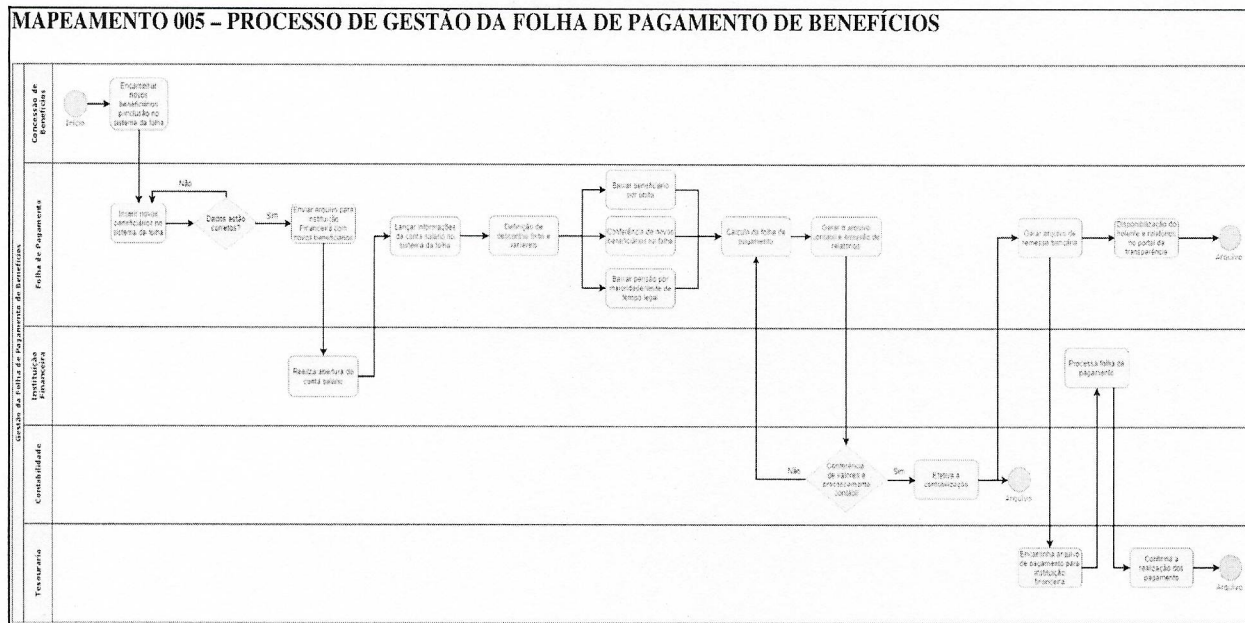 MAPEAMENTO 005 – PROCESSO DE GESTÃO DA FOLHA DE PAGAMENTO DE BENEFÍCIOS
Gestão da Folha de Pagamento de Benefícios
Concessão de
Benefícios
Início
Encaminhar
novos
beneficiários
p/inclusão no
sistema da folha
Folha de Pagamento
Inserir novos
beneficiários no
sistema da folha
Não
Dados estão
corretos?
Sim
Enviar Arquivo para
Instituição
Financeira com
novos beneficiários
Lançar informações
da conta salário no
sistema da folha
Definição de
descontos fixos e
variáveis
Baixar beneficiário
por óbito
Conferência de novos
beneficiários na folha
Baixar pensão por
maioridade/limite de
tempo legal
Cálculo da folha de
pagamento
Gerar o arquivo
contábil e emissão de
relatórios
Gerar arquivo de
remessa bancária
Disponibilização do
holerite e relatórios
no portal da
transparência
Arquivo
Instituição
Financeira
Realiza abertura de
conta salário
Processa folha de
pagamento
Contabilidade
Não
Conferência
de valores e
processamento
contábil
Sim
Efetiva a
contabilização
Arquivo
Tesouraria
Encaminha arquivo
de pagamento para
instituição
financeira
Confirma a
realização dos
pagamento
Arquivo